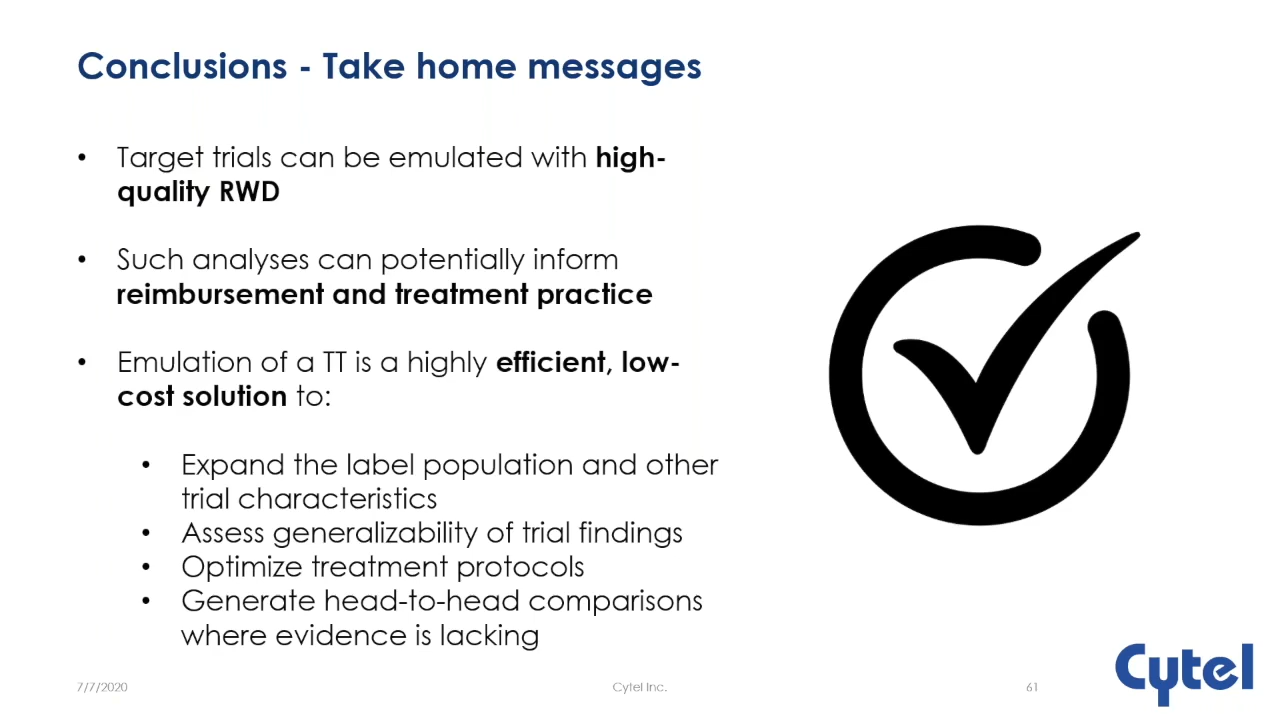 Conclusions - Take home messages
• Target trials can be emulated with high-
quality RWD
• Such analyses can potentially inform
reimbursement and treatment practice
• Emulation of a TT is a highly efficient, low-
cost solution to:
• Expand the label population and other
trial characteristics
• Assess generalizability of trial findings
• Optimize treatment protocols
• Generate head-to-head comparisons
where evidence is lacking
7/7/2020
Cytel Inc.
61
Cytel